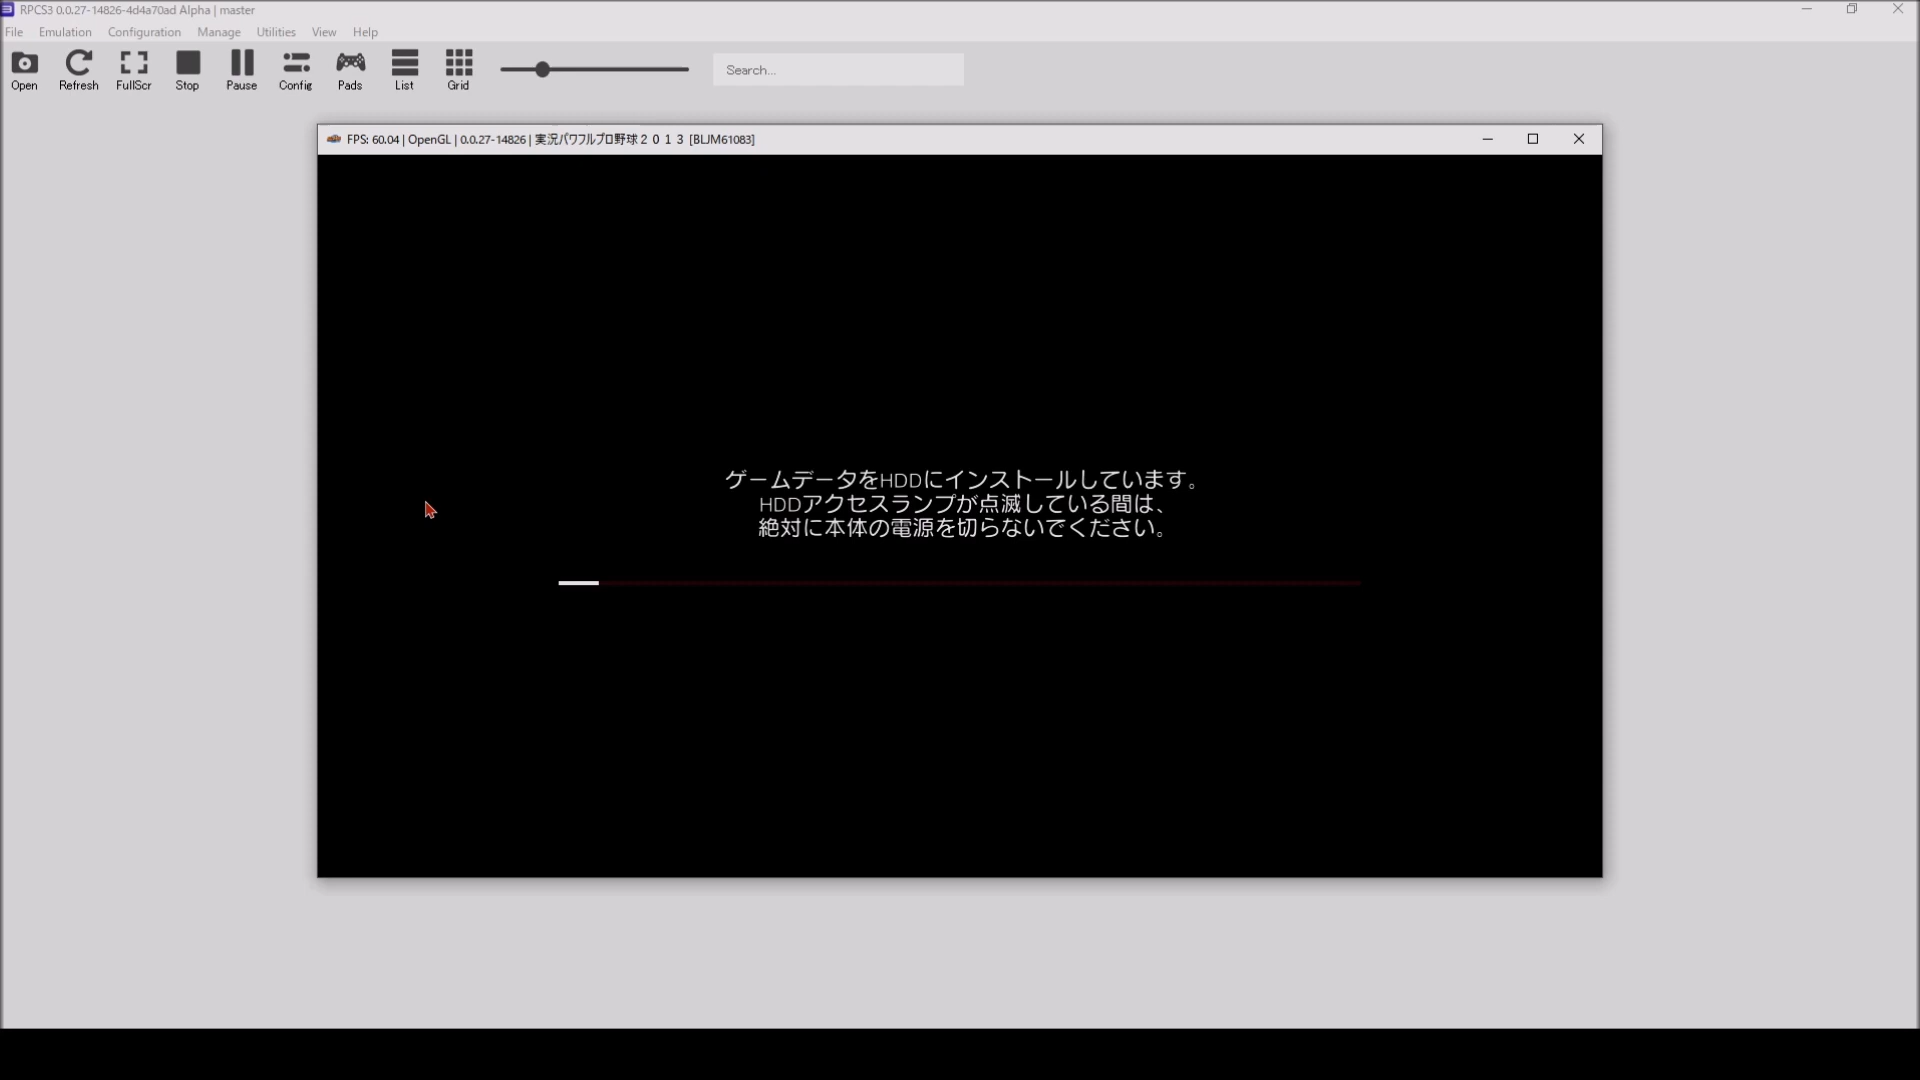 RPCS3 0.0.27-14826-4d4a70ad Alpha | master
File Emulation Configuration Manage Utilities View Help
Open Refresh FullScr Stop Pause Config Pads List Grid Search...
FPS: 60.04 | OpenGL | 0.0.27-14826 | 実況パワフルプロ野球２０１３ [BLJM61083]
ゲームデータをHDDにインストールしています。
HDDアクセスランプが点滅している間は、
絶対に本体の電源を切らないでください。